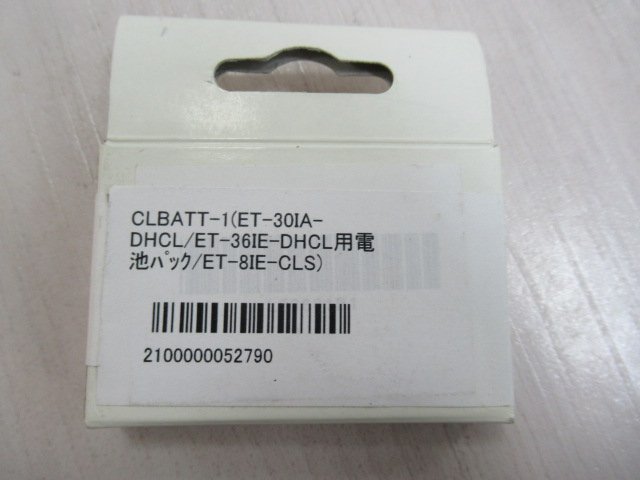 CLBATT-1(ET-30IA-
DHCL/ET-36IE-DHCL用電
池ﾊﾟｯｸ/ET-8IE-CLS)
2100000052790